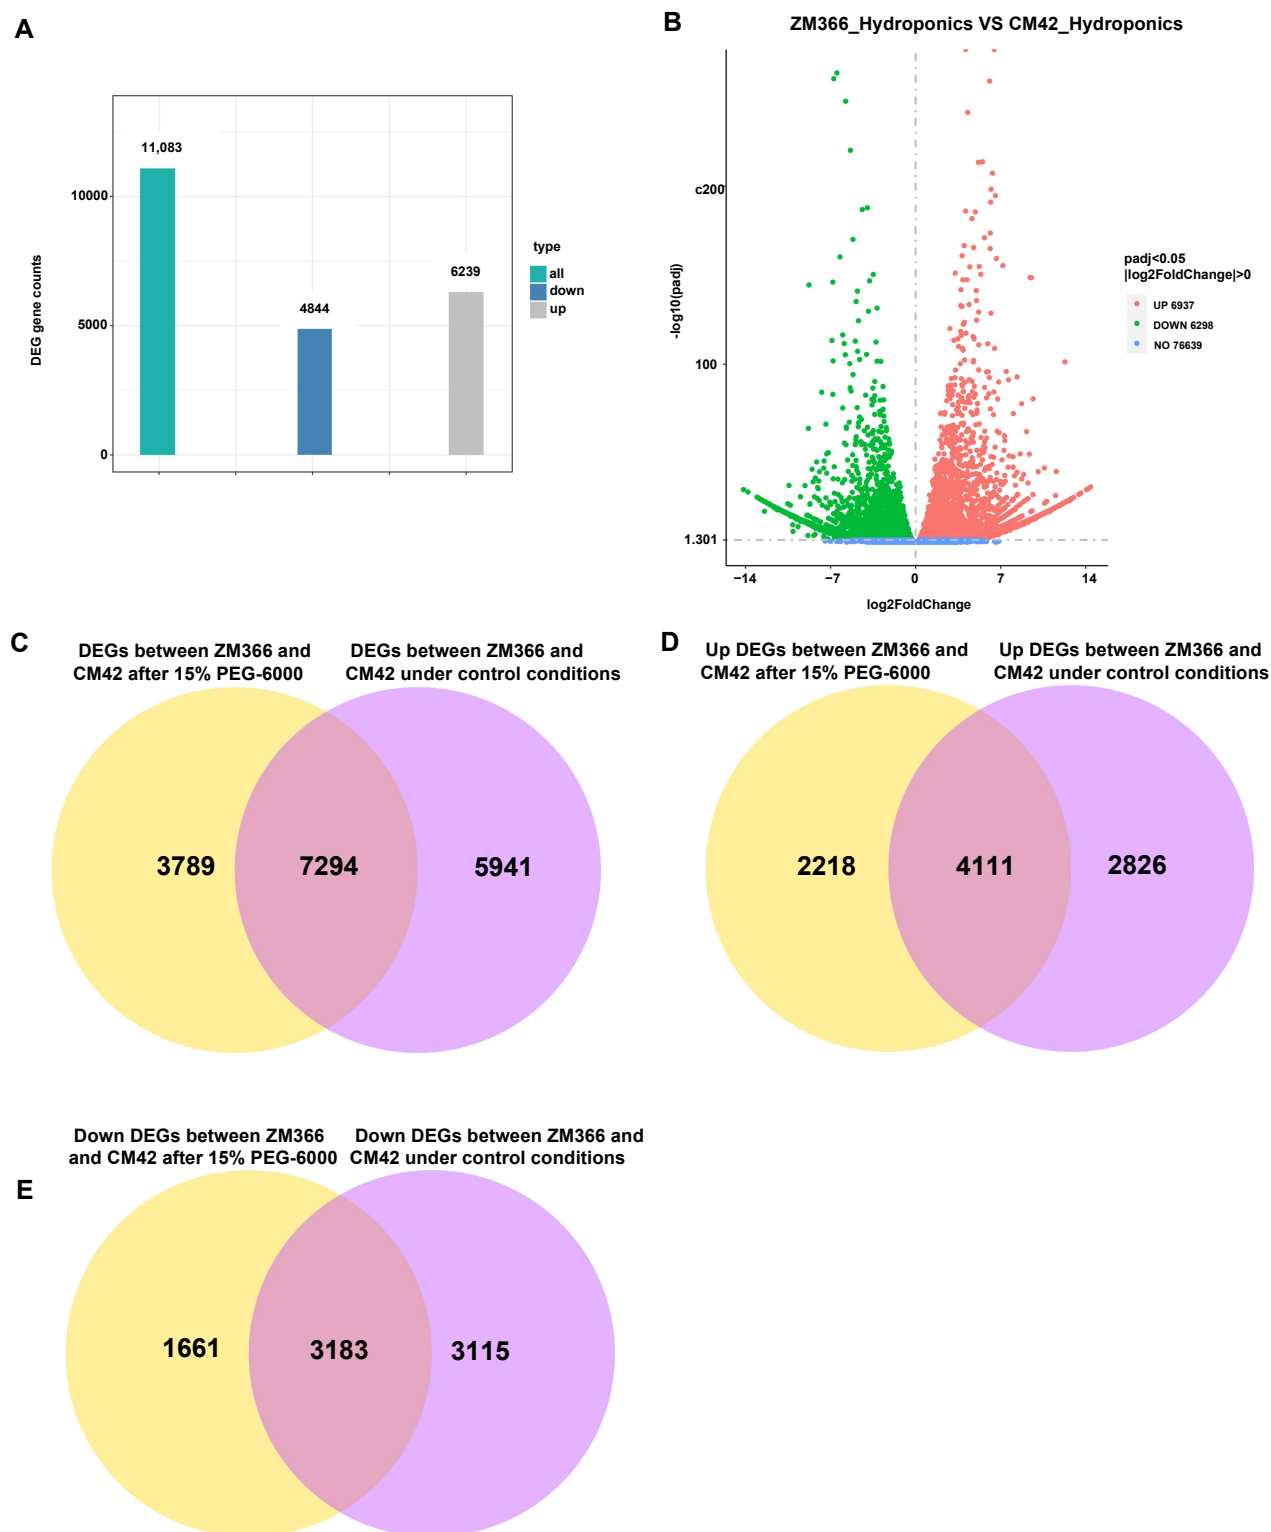 A
11,083
10000
6239
4844
5000
0
DEG gene counts
type
all
down
up
B
ZM366_Hydroponics VS CM42_Hydroponics
c200
100
1.301
-log10(padj)
−14
−7
0
7
14
log2FoldChange
padj<0.05
|log2FoldChange|>0
UP 6937
DOWN 6298
NO 76639
C
DEGs between ZM366 and
CM42 after 15% PEG-6000
DEGs between ZM366 and
CM42 under control conditions
3789
7294
5941
D
Up DEGs between ZM366 and
CM42 after 15% PEG-6000
Up DEGs between ZM366 and
CM42 under control conditions
2218
4111
2826
E
Down DEGs between ZM366
and CM42 after 15% PEG-6000
Down DEGs between ZM366 and
CM42 under control conditions
1661
3183
3115